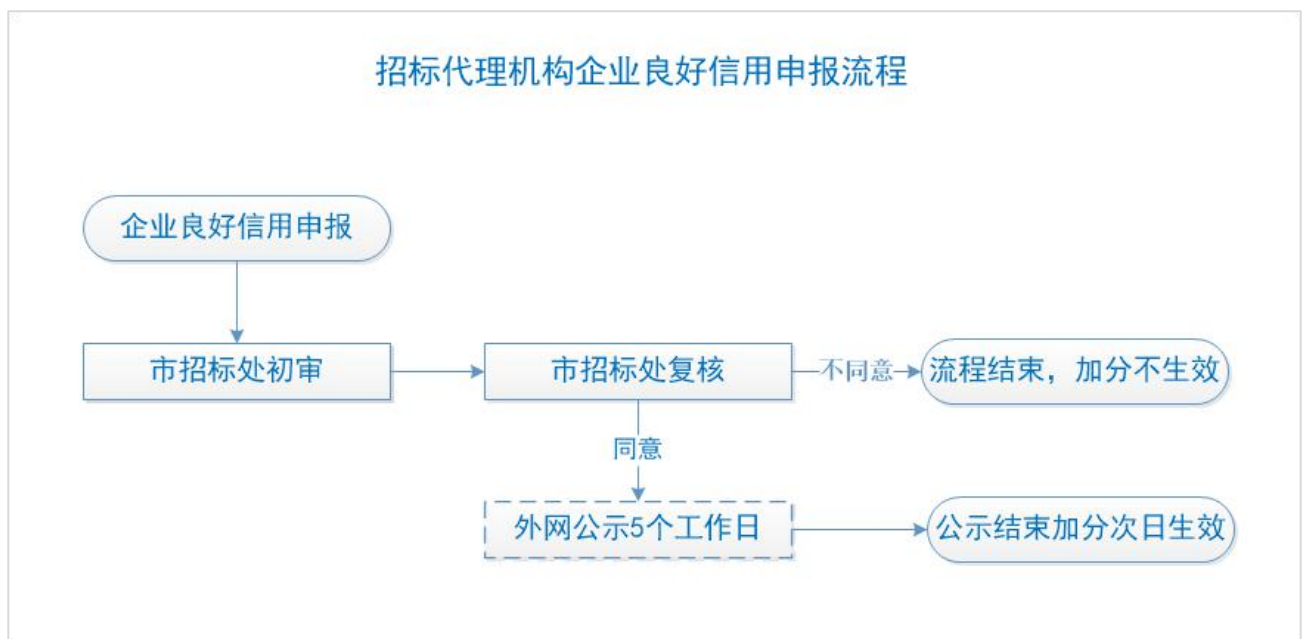 招标代理机构企业良好信用申报流程
企业良好信用申报
市招标处初审
市招标处复核
不同意
流程结束，加分不生效
同意
外网公示5个工作日
公示结束加分次日生效